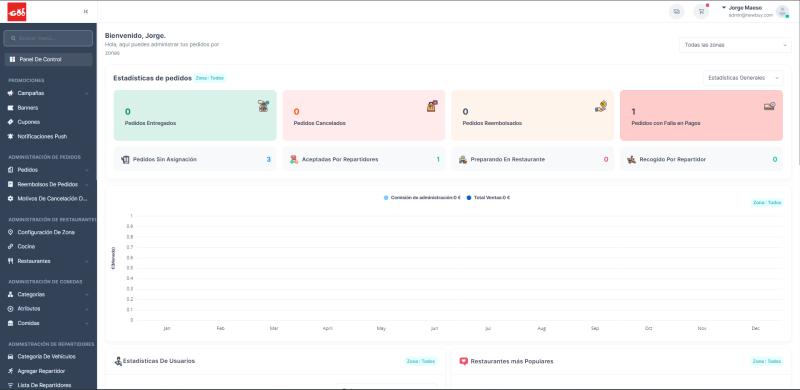 GŐL
GOO
Buscar menú...
Panel De Control
PROMOCIONES
Campañas
Banners
Cupones
Notificaciones Push
ADMINISTRACIÓN DE PEDIDOS
Pedidos
Reembolsos De Pedidos
Motivos De Cancelación D...
ADMINISTRACIÓN DE RESTAURANTES
Configuración De Zona
Cocina
Restaurantes
ADMINISTRACIÓN DE COMIDAS
Categorías
Atributos
Comidas
ADMINISTRACIÓN DE REPARTIDORES
Categoría De Vehículos
Agregar Repartidor
Lista De Repartidores
Jorge Maeso
admin@newbuy.com
Bienvenido, Jorge.
Hola, aquí puedes administrar tus pedidos por
zonas
Todas las zonas
Estadísticas de pedidos
Zona : Todos
Estadísticas Generales
0
Pedidos Entregados
0
Pedidos Cancelados
0
Pedidos Reembolsados
1
Pedidos con Falla en Pagos
Pedidos Sin Asignación 3
Aceptadas Por Repartidores 1
Preparando En Restaurante 0
Recogido Por Repartidor 0
Comisión de administración:0 € Total Ventas:0 €
Zona : Todos
1
0.9
0.8
0.7
0.6
0.5
0.4
0.3
0.2
0.1
0
Jan Feb Mar April May Jun Jul Aug Sep Oct Nov Dec
Estadísticas De Usuarios
Zona : Todos
Restaurantes más Populares
Zona : Todos